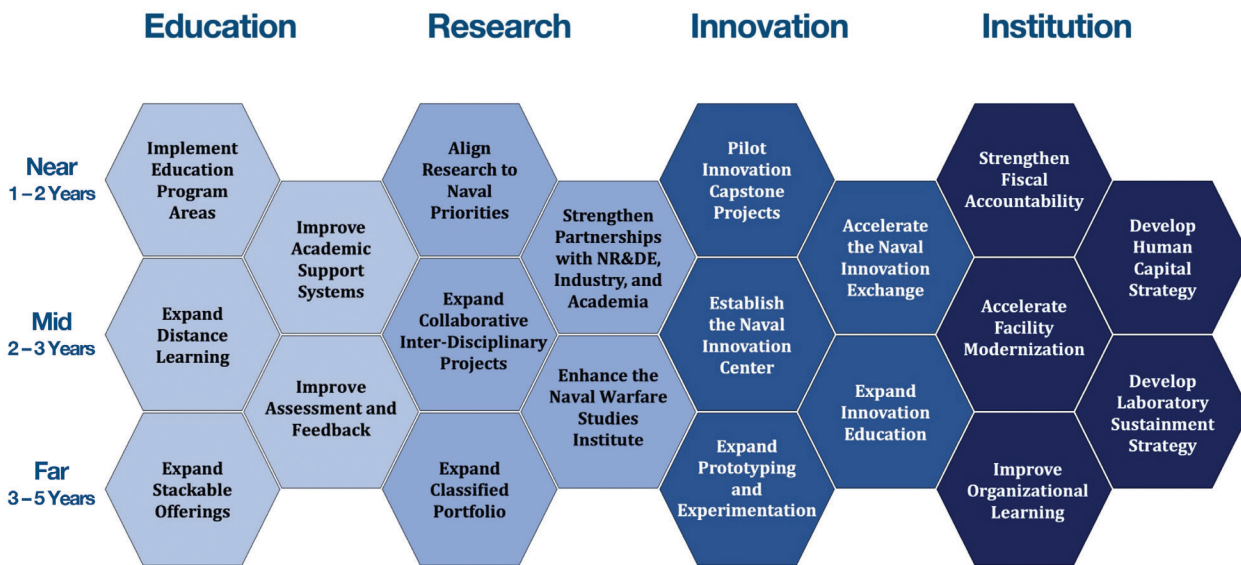 Education
Research
Innovation
Institution
Near
1 – 2 Years
Implement
Education
Program
Areas
Improve
Academic
Support
Systems
Align
Research to
Naval
Priorities
Strengthen
Partnerships
with NR&DE,
Industry, and
Academia
Pilot
Innovation
Capstone
Projects
Accelerate
the Naval
Innovation
Exchange
Strengthen
Fiscal
Accountability
Develop
Human
Capital
Strategy
Mid
2 – 3 Years
Expand
Distance
Learning
Improve
Assessment and
Feedback
Expand
Collaborative
Inter-Disciplinary
Projects
Enhance the
Naval Warfare
Studies
Institute
Establish
the Naval
Innovation
Center
Expand
Innovation
Education
Accelerate
Facility
Modernization
Develop
Laboratory
Sustainment
Strategy
Far
3 – 5 Years
Expand
Stackable
Offerings
Expand
Classified
Portfolio
Expand
Prototyping
and
Experimentation
Improve
Organizational
Learning